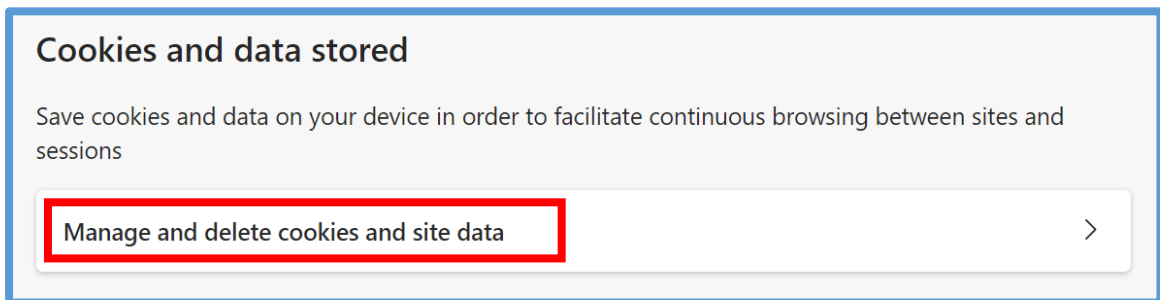 Cookies and data stored
Save cookies and data on your device in order to facilitate continuous browsing between sites and
sessions
Manage and delete cookies and site data